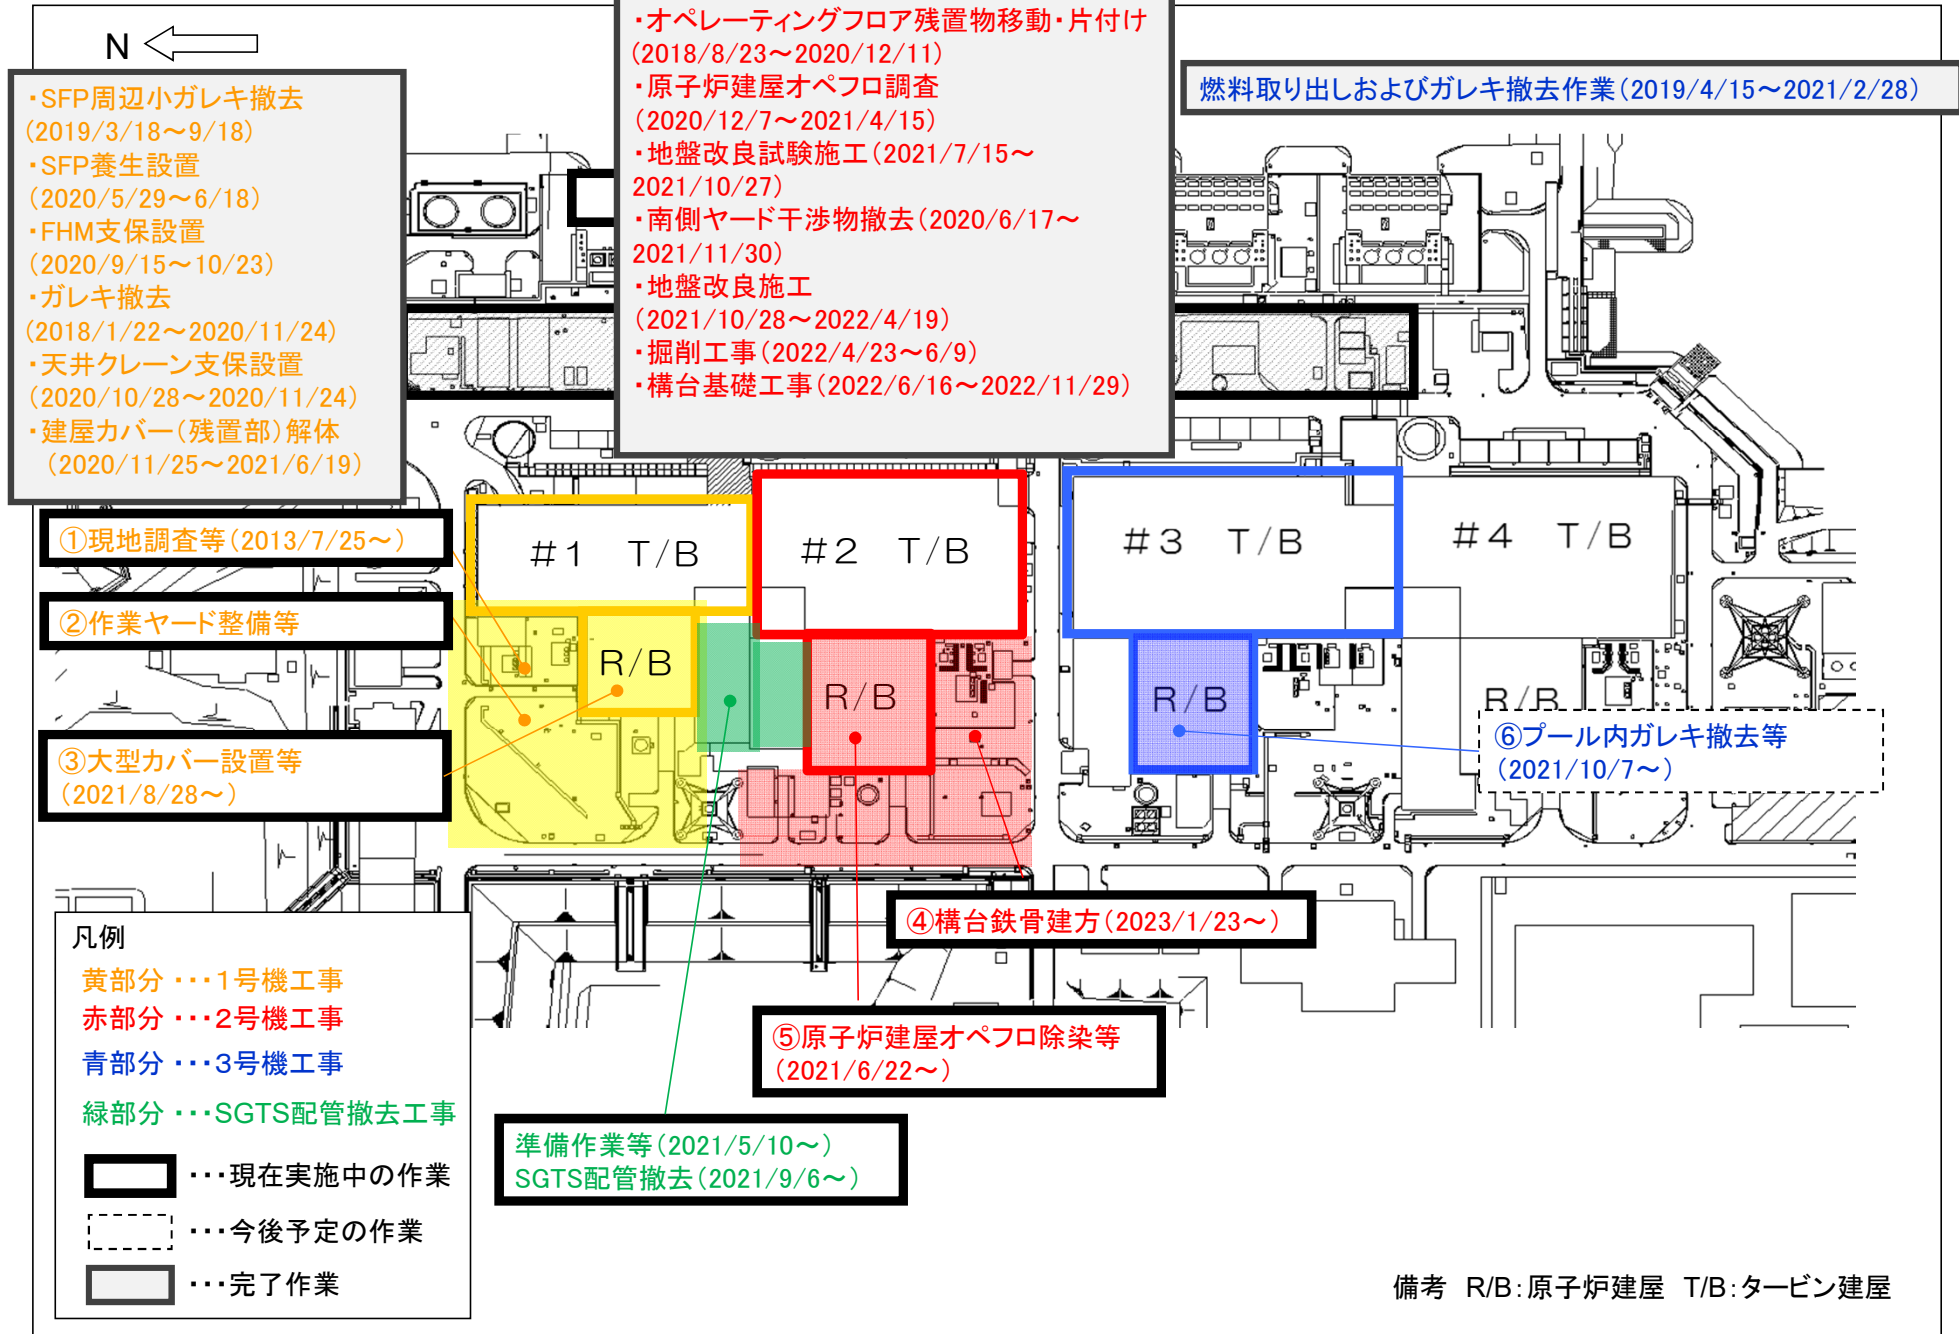 N
・SFP周辺小ガレキ撤去
(2019/3/18～9/18)
・SFP養生設置
(2020/5/29～6/18)
・FHM支保設置
(2020/9/15～10/23)
・ガレキ撤去
(2018/1/22～2020/11/24)
・天井クレーン支保設置
(2020/10/28～2020/11/24)
・建屋カバー(残置部)解体
(2020/11/25～2021/6/19)
・オペレーティングフロア残置物移動・片付け
(2018/8/23～2020/12/11)
・原子炉建屋オペフロ調査
(2020/12/7～2021/4/15)
・地盤改良試験施工(2021/7/15～
2021/10/27)
・南側ヤード干渉物撤去(2020/6/17～
2021/11/30)
・地盤改良施工
(2021/10/28～2022/4/19)
・掘削工事(2022/4/23～6/9)
・構台基礎工事(2022/6/16～2022/11/29)
燃料取り出しおよびガレキ撤去作業(2019/4/15～2021/2/28)
①現地調査等(2013/7/25～)
②作業ヤード整備等
③大型カバー設置等
(2021/8/28～)
#1 T/B
#2 T/B
#3 T/B
#4 T/B
R/B
R/B
R/B
R/B
⑥プール内ガレキ撤去等
(2021/10/7～)
④構台鉄骨建方(2023/1/23～)
⑤原子炉建屋オペフロ除染等
(2021/6/22～)
準備作業等(2021/5/10～)
SGTS配管撤去(2021/9/6～)
凡例
黄部分 ・・・1号機工事
赤部分 ・・・2号機工事
青部分 ・・・3号機工事
緑部分 ・・・SGTS配管撤去工事
・・・現在実施中の作業
・・・今後予定の作業
・・・完了作業
備考 R/B:原子炉建屋 T/B:タービン建屋